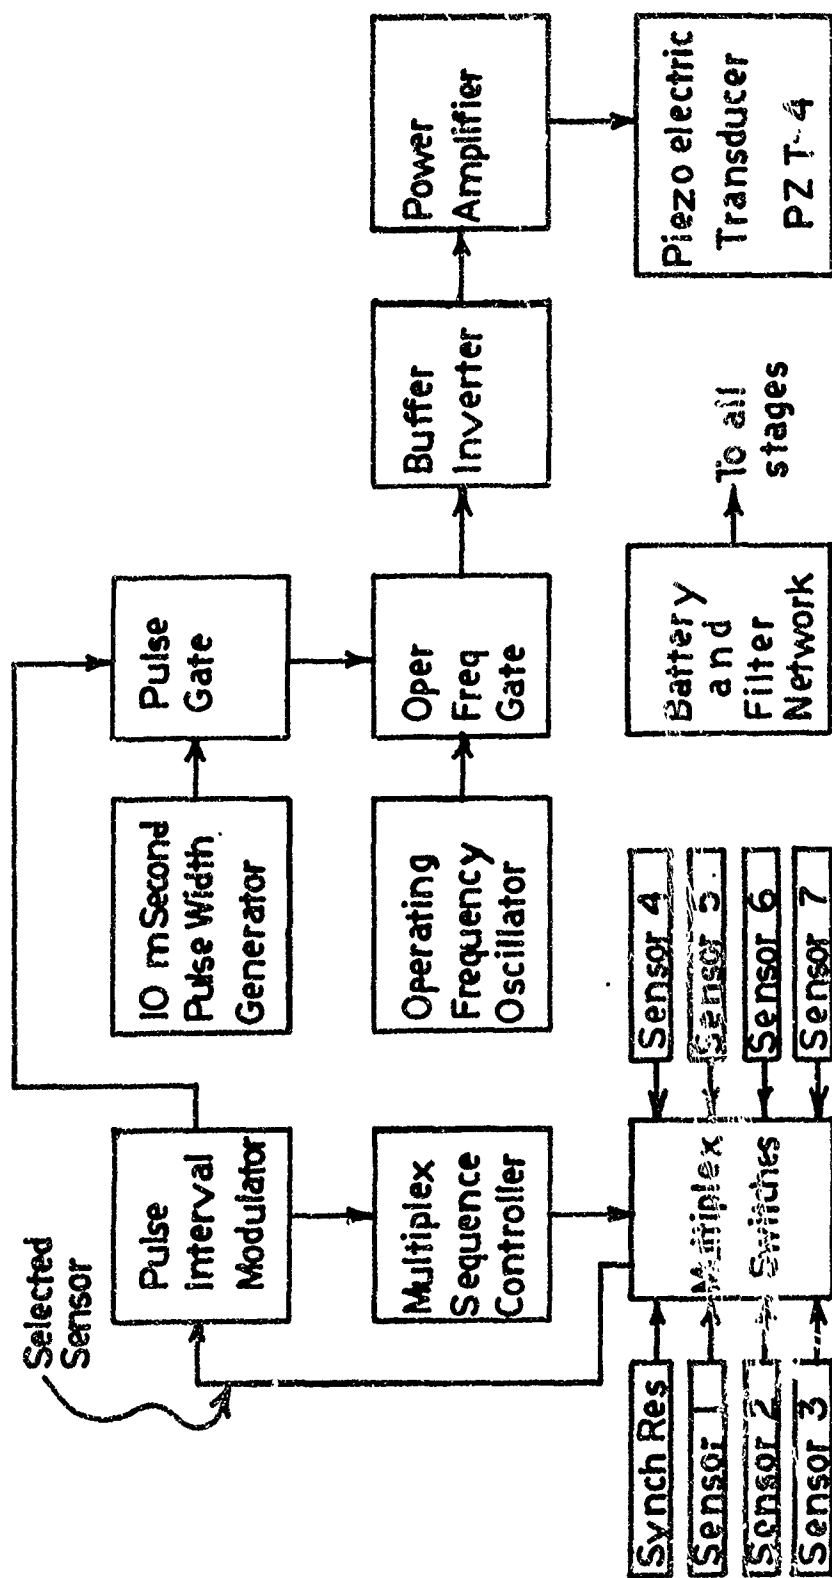 Selected
Sensor
Pulse
Interval
Modulator
10 mSecond
Pulse Width
Generator
Pulse
Gate
Multiplex
Sequence
Controller
Operating
Frequency
Oscillator
Oper
Freq
Gate
Buffer
Inverter
Power
Amplifier
Synch Res
Sensor 1
Sensor 2
Sensor 3
Multiplex
Switches
Sensor 4
Sensor 5
Sensor 6
Sensor 7
Battery
and
Filter
Network
To all
stages
Piezo electric
Transducer
PZT-4